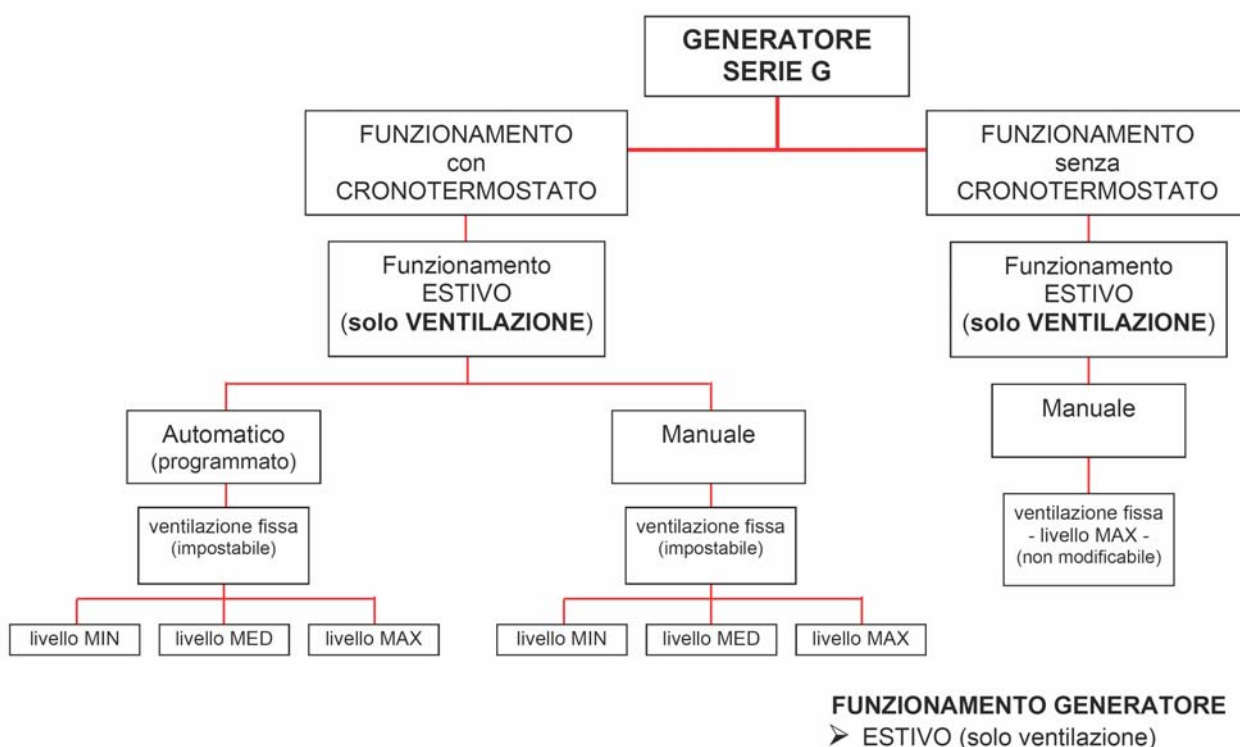 GENERATORE
SERIE G
FUNZIONAMENTO
con
CRONOTERMOSTATO
FUNZIONAMENTO
senza
CRONOTERMOSTATO
Funzionamento
ESTIVO
(solo VENTILAZIONE)
Funzionamento
ESTIVO
(solo VENTILAZIONE)
Automatico
(programmato)
Manuale
Manuale
ventilazione fissa
(impostabile)
ventilazione fissa
(impostabile)
ventilazione fissa
- livello MAX -
(non modificabile)
livello MIN
livello MED
livello MAX
livello MIN
livello MED
livello MAX
FUNZIONAMENTO GENERATORE
➢ ESTIVO (solo ventilazione)